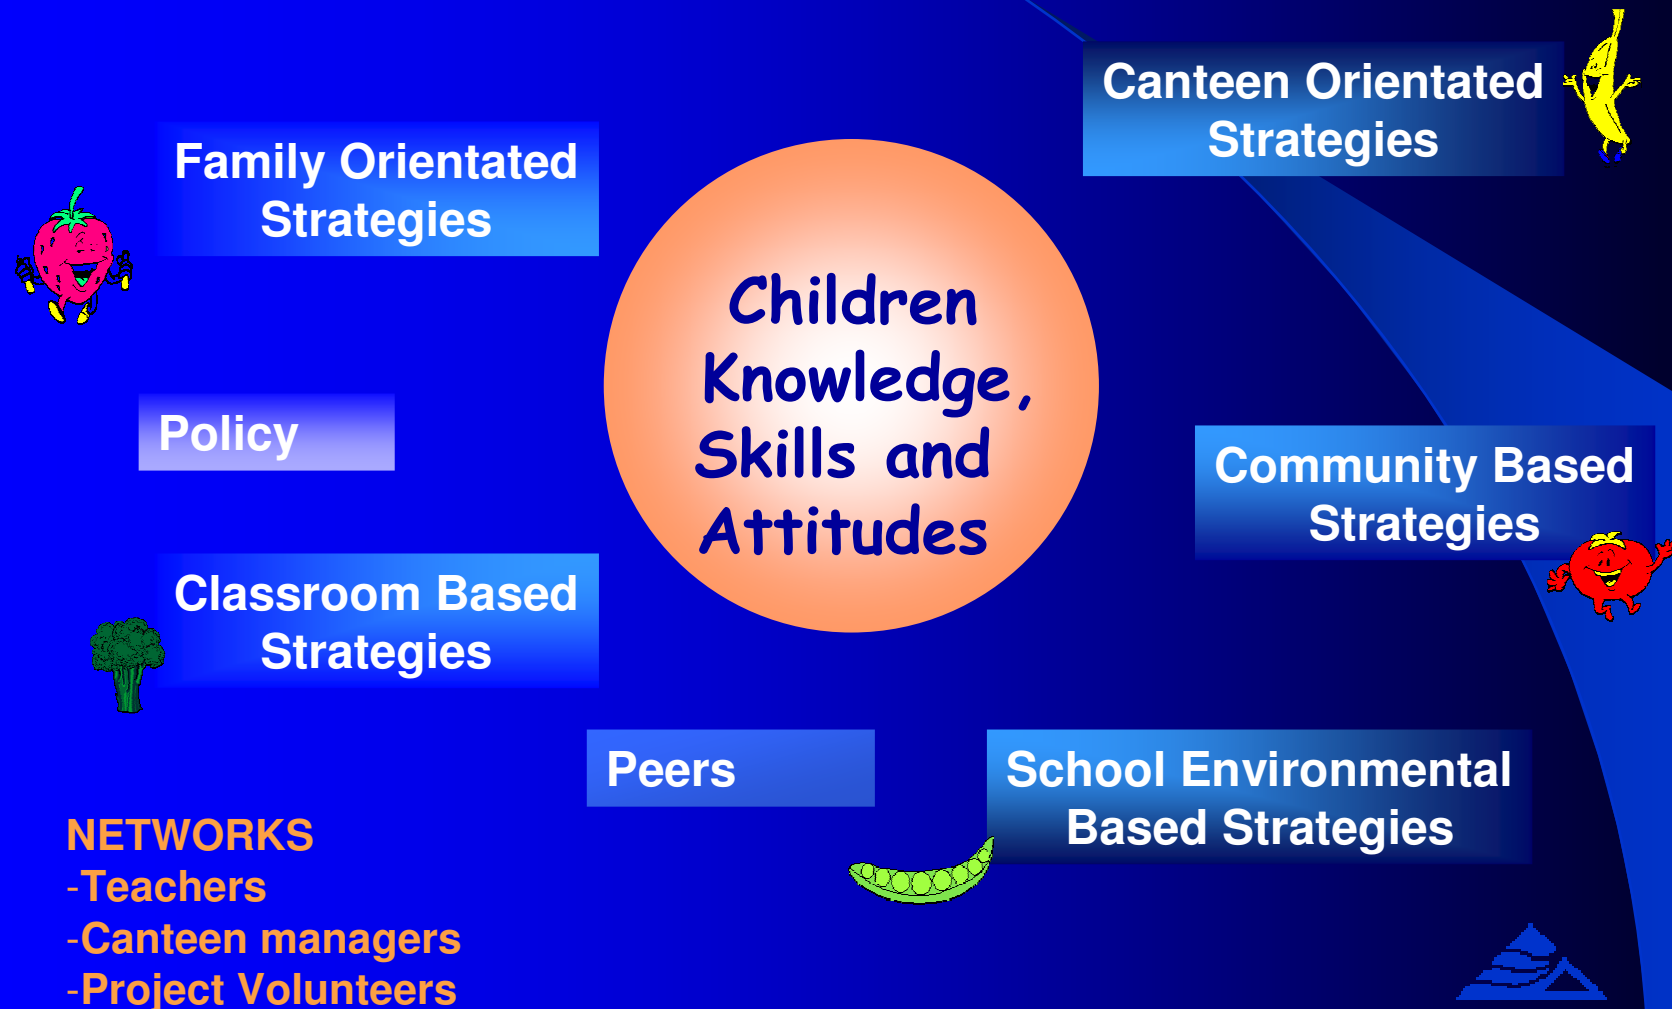 Canteen Orientated
Strategies
Family Orientated
Strategies
Children
Knowledge,
Skills and
Attitudes
Policy
Community Based
Strategies
Classroom Based
Strategies
Peers
School Environmental
Based Strategies
NETWORKS
-Teachers
-Canteen managers
-Project Volunteers